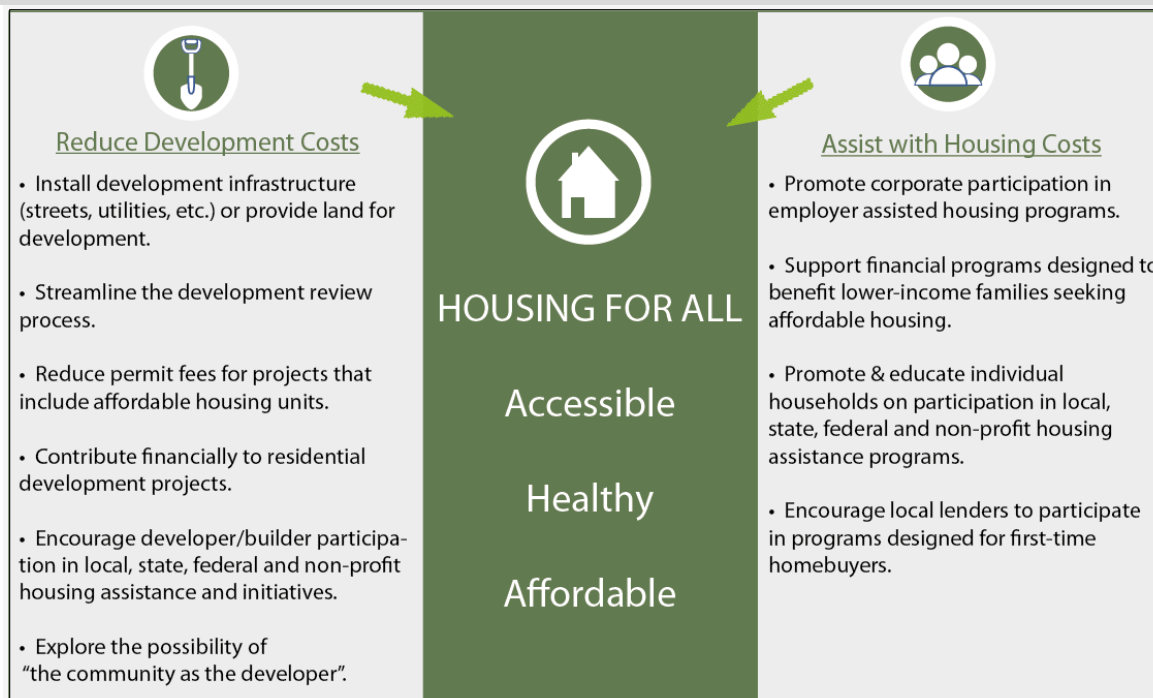 Reduce Development Costs
• Install development infrastructure
(streets, utilities, etc.) or provide land for
development.
• Streamline the development review
process.
• Reduce permit fees for projects that
include affordable housing units.
• Contribute financially to residential
development projects.
• Encourage developer/builder participa-
tion in local, state, federal and non-profit
housing assistance and initiatives.
• Explore the possibility of
“the community as the developer”.
HOUSING FOR ALL
Accessible
Healthy
Affordable
Assist with Housing Costs
• Promote corporate participation in
employer assisted housing programs.
• Support financial programs designed to
benefit lower-income families seeking
affordable housing.
• Promote & educate individual
households on participation in local,
state, federal and non-profit housing
assistance programs.
• Encourage local lenders to participate
in programs designed for first-time
homebuyers.